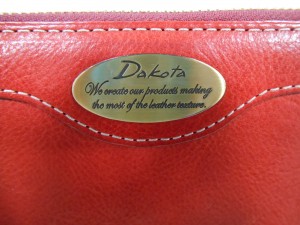 Dakota
We create our products making
the most of the leather texture.